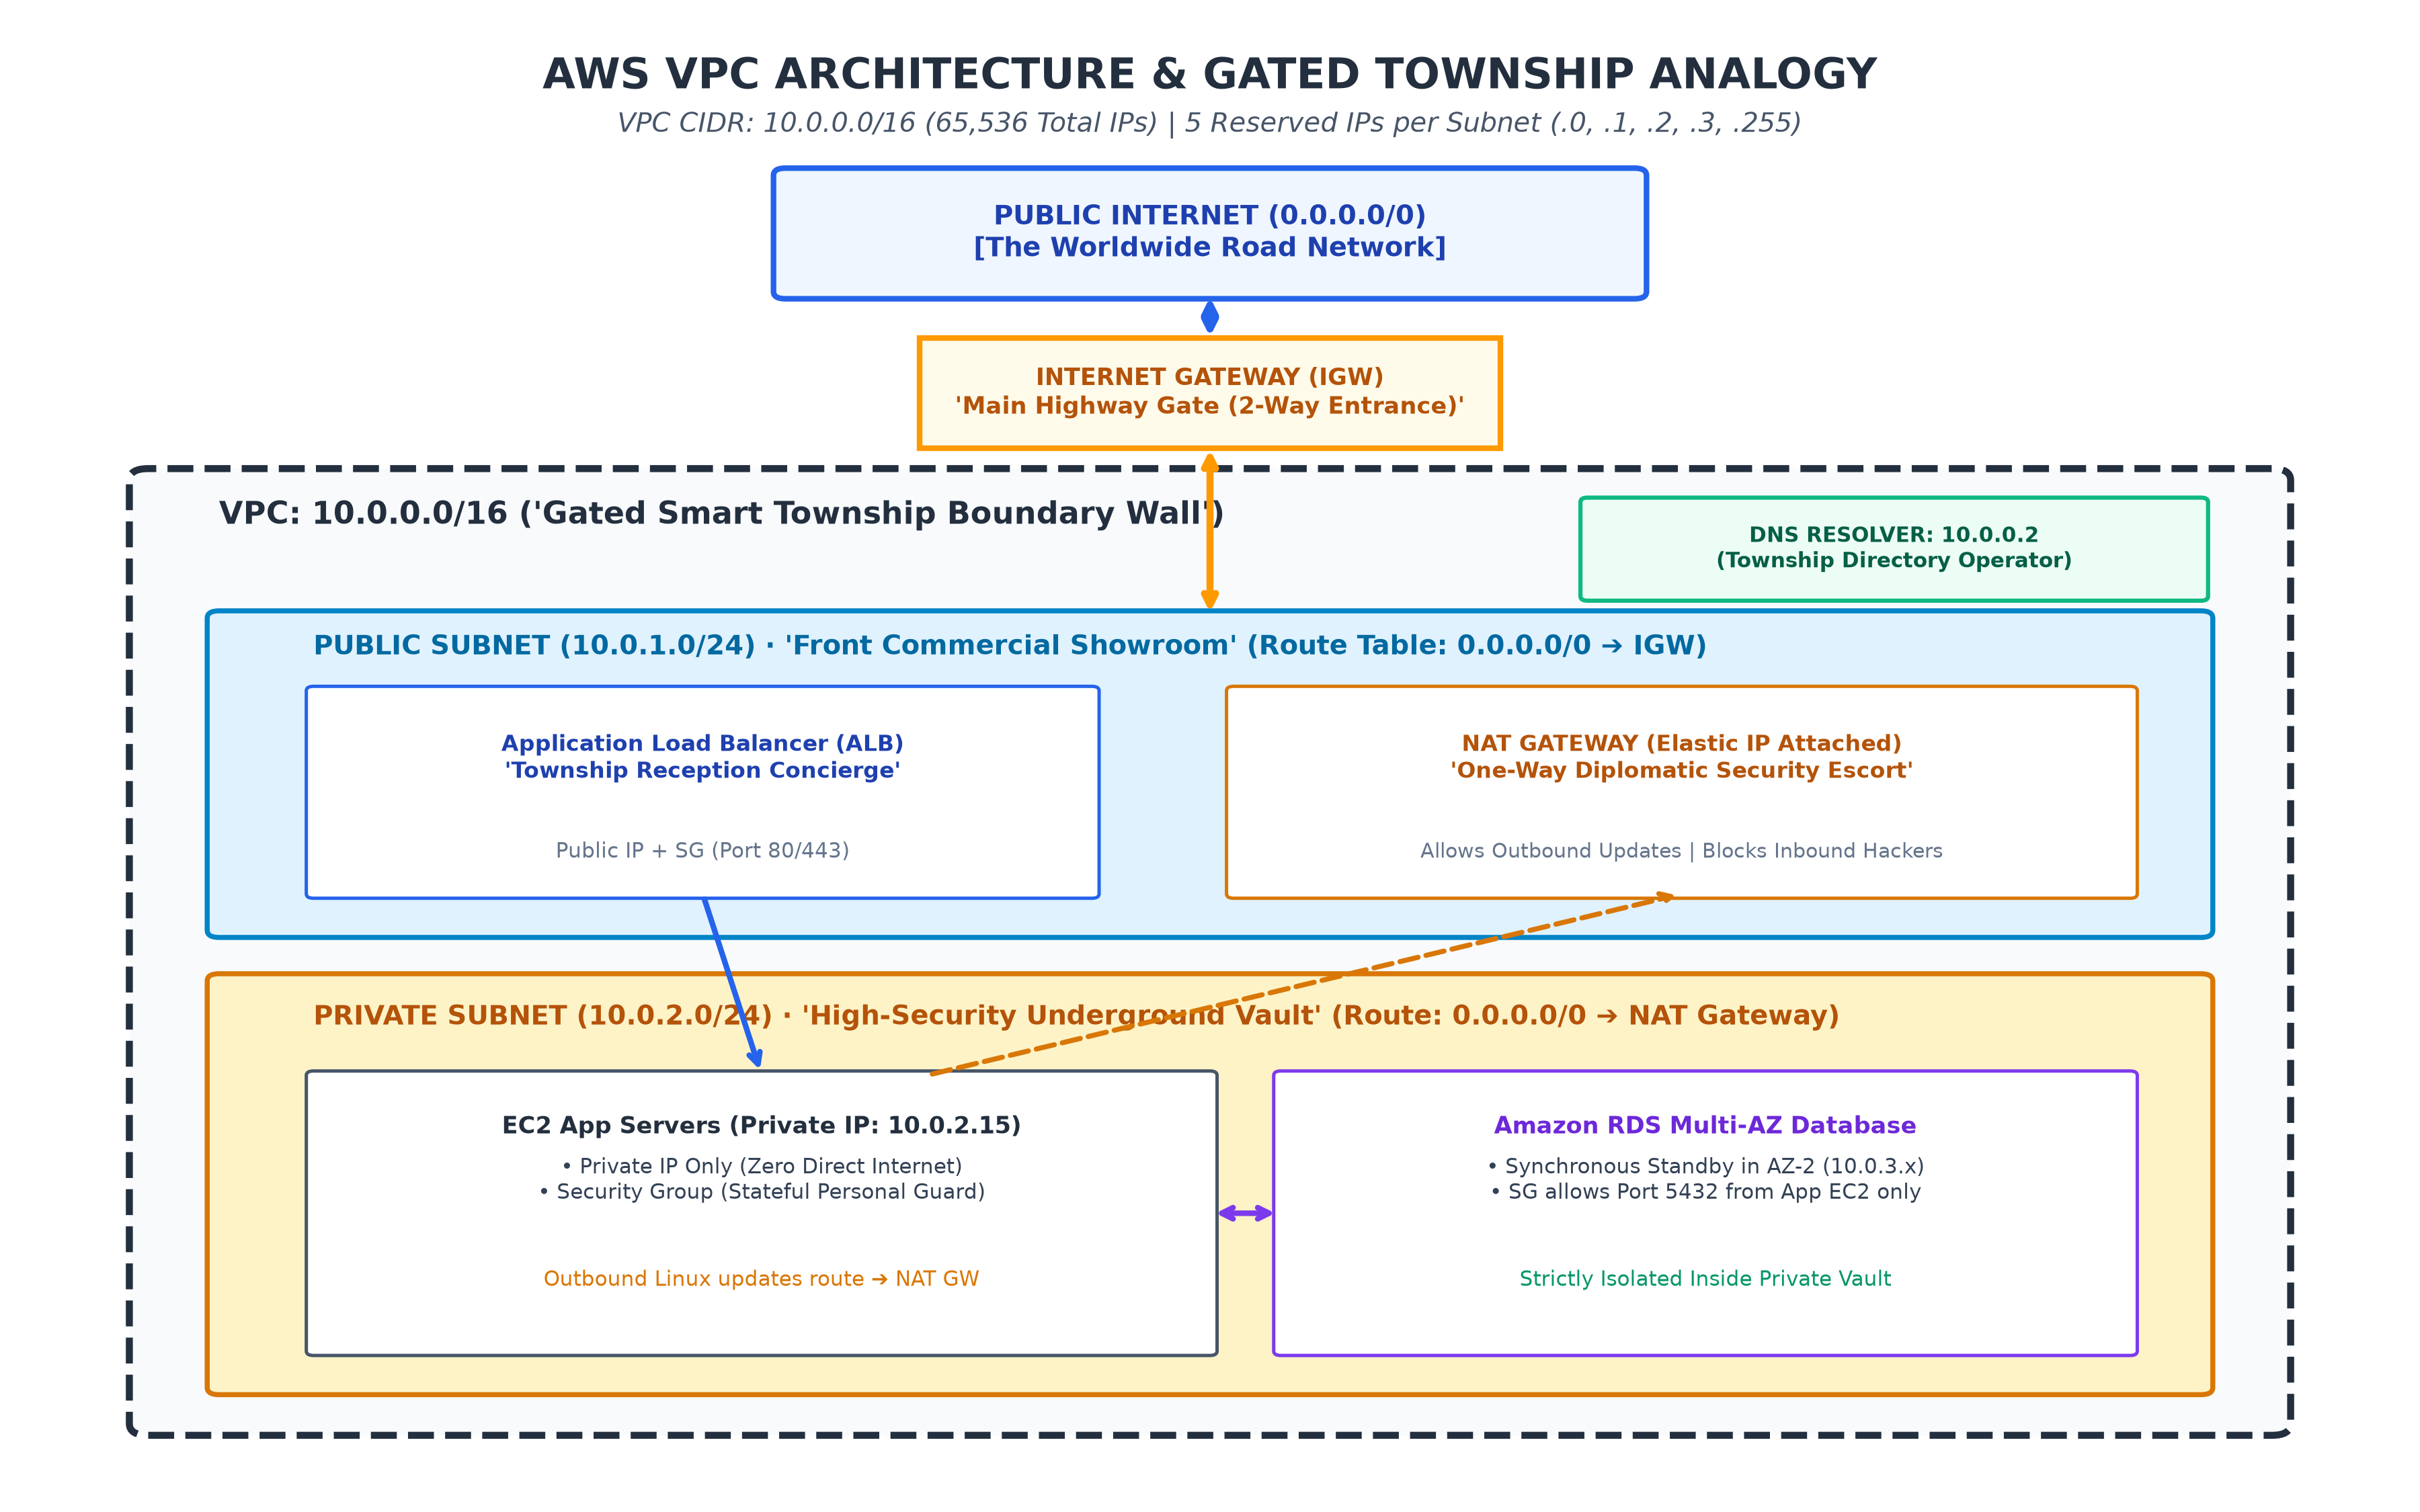 AWS VPC ARCHITECTURE & GATED TOWNSHIP ANALOGY
VPC CIDR: 10.0.0.0/16 (65,536 Total IPs) | 5 Reserved IPs per Subnet (.0, .1, .2, .3, .255)
PUBLIC INTERNET (0.0.0.0/0)
[The Worldwide Road Network]
INTERNET GATEWAY (IGW)
'Main Highway Gate (2-Way Entrance)'
VPC: 10.0.0.0/16 ('Gated Smart Township Boundary Wall')
DNS RESOLVER: 10.0.0.2
(Township Directory Operator)
PUBLIC SUBNET (10.0.1.0/24) · 'Front Commercial Showroom' (Route Table: 0.0.0.0/0 ➔ IGW)
Application Load Balancer (ALB)
'Township Reception Concierge'
Public IP + SG (Port 80/443)
NAT GATEWAY (Elastic IP Attached)
'One-Way Diplomatic Security Escort'
Allows Outbound Updates | Blocks Inbound Hackers
PRIVATE SUBNET (10.0.2.0/24) · 'High-Security Underground Vault' (Route: 0.0.0.0/0 ➔ NAT Gateway)
EC2 App Servers (Private IP: 10.0.2.15)
• Private IP Only (Zero Direct Internet)
• Security Group (Stateful Personal Guard)
Outbound Linux updates route ➔ NAT GW
Amazon RDS Multi-AZ Database
• Synchronous Standby in AZ-2 (10.0.3.x)
• SG allows Port 5432 from App EC2 only
Strictly Isolated Inside Private Vault